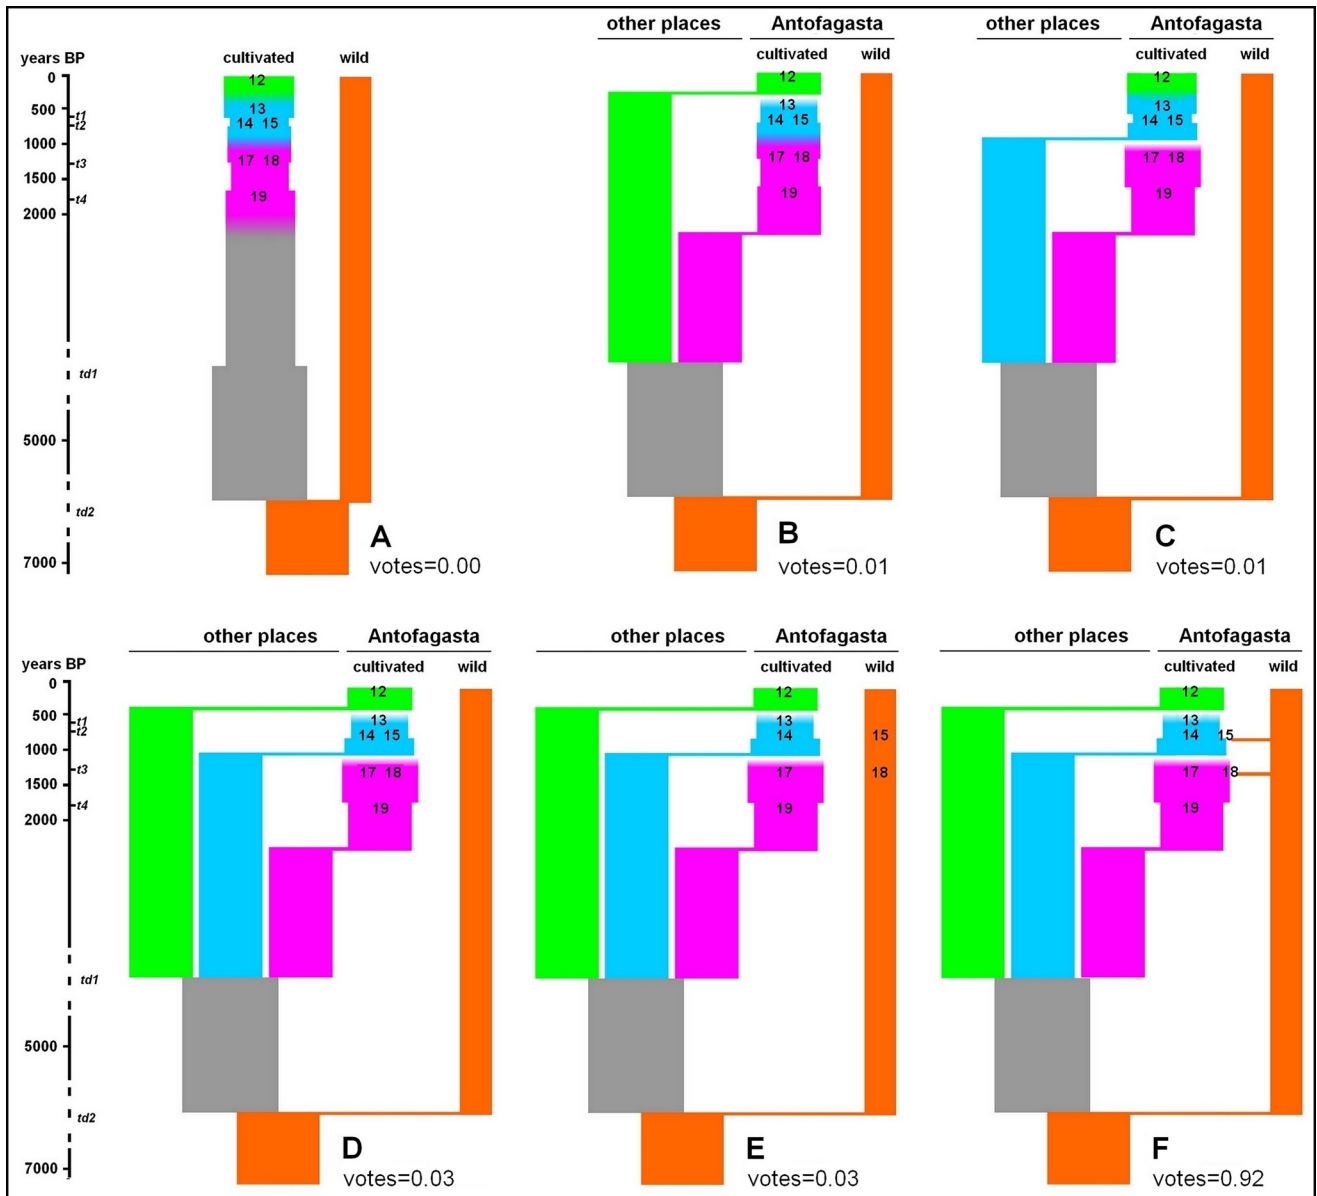 other places Antofagasta other places Antofagasta
years BP cultivated wild cultivated wild cultivated wild
0 12 12 12
500 13 13 13
t1
t2 14 15 14 15 14 15
1000
t3 17 18 17 18 17 18
1500
t4 19 19 19
2000
td1
5000
td2
A B C
7000 votes=0.00 votes=0.01 votes=0.01
other places Antofagasta other places Antofagasta other places Antofagasta
years BP cultivated wild cultivated wild cultivated wild
0 12 12 12
500 13 13 13
t1
t2 14 15 14 15 14 15
1000
t3 17 18 17 18 17 18
1500
t4 19 19 19
2000
td1
5000
td2
D E F
7000 votes=0.03 votes=0.03 votes=0.92